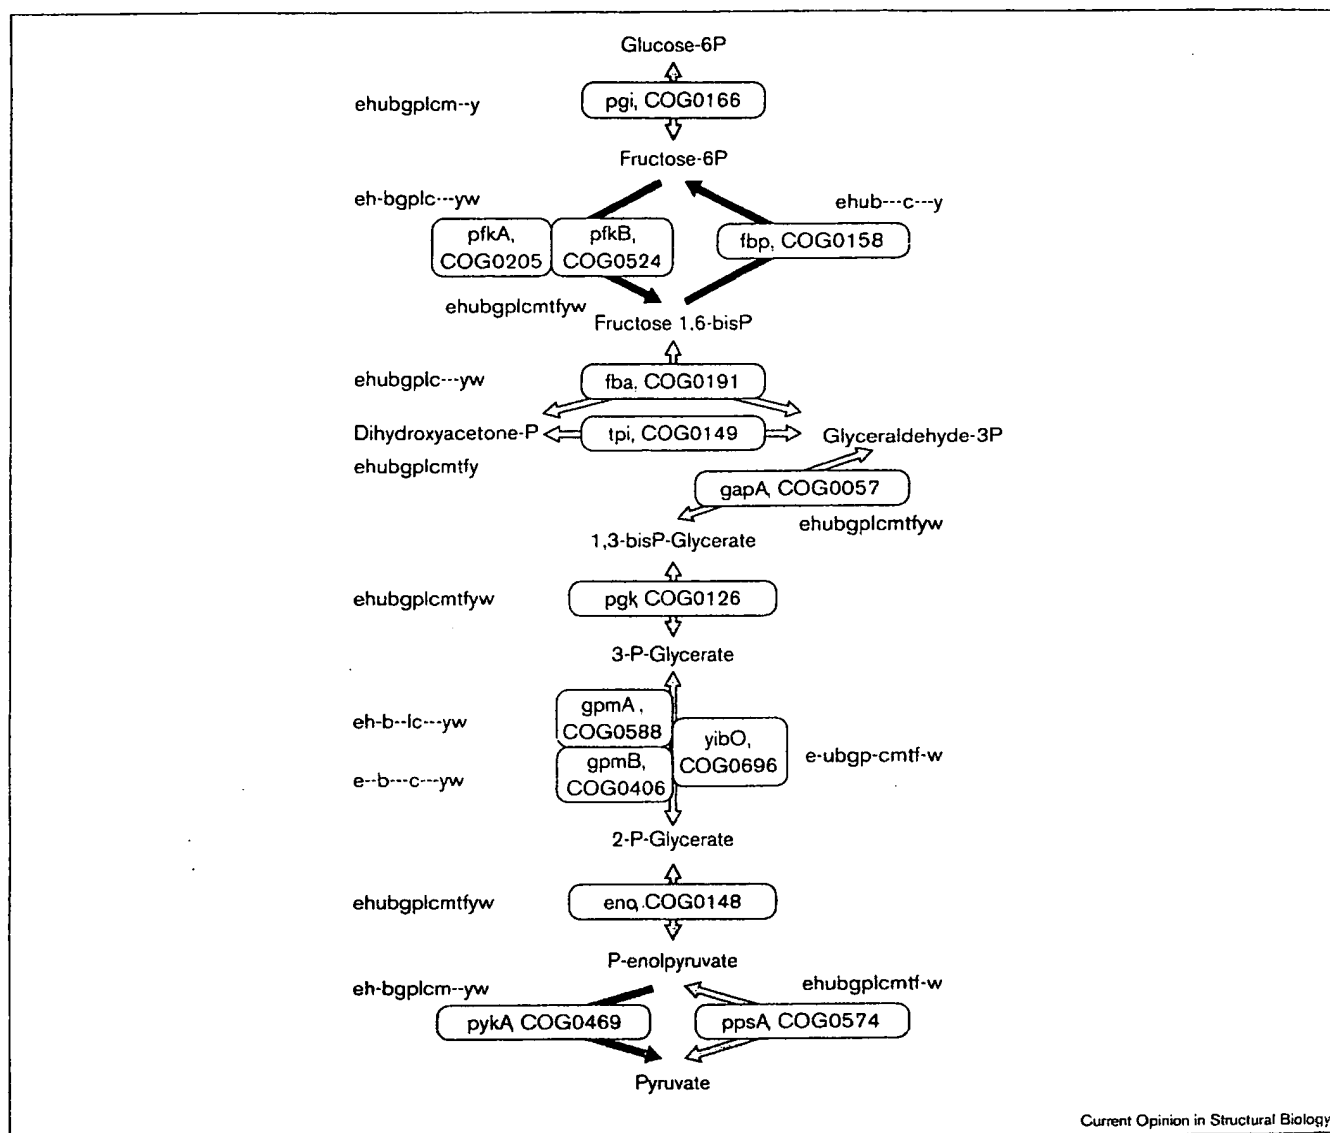 Glucose-6P
ehubgplcm--y
pgi, COG0166
Fructose-6P
eh-bgplc---yw
ehub---c---y
pfkA,
COG0205
pfkB,
COG0524
fbp, COG0158
ehubgplcmtfyw
Fructose 1,6-bisP
ehubgplc---yw
fba, COG0191
Dihydroxyacetone-P
tpi, COG0149
Glyceraldehyde-3P
ehubgplcmtfy
gapA, COG0057
ehubgplcmtfyw
1,3-bisP-Glycerate
ehubgplcmtfyw
pgk, COG0126
3-P-Glycerate
eh-b--lc---yw
gpmA,
COG0588
yibO,
COG0696
e-ubgp-cmtf-w
e--b---c---yw
gpmB,
COG0406
2-P-Glycerate
ehubgplcmtfyw
eno, COG0148
P-enolpyruvate
eh-bgplcm--yw
ehubgplcmtf-w
pykA, COG0469
ppsA, COG0574
Pyruvate
Current Opinion in Structural Biology